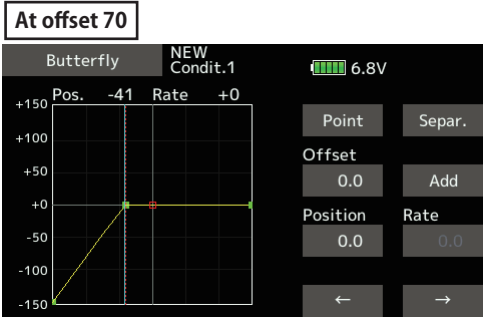 At offset 70
Butterfly
NEW
Condit.1
6.8V
Pos. -41 Rate +0
+150
+100
+50
+0
-50
-100
-150
Point Separ.
Offset
0.0 Add
Position Rate
0.0 0.0
← →